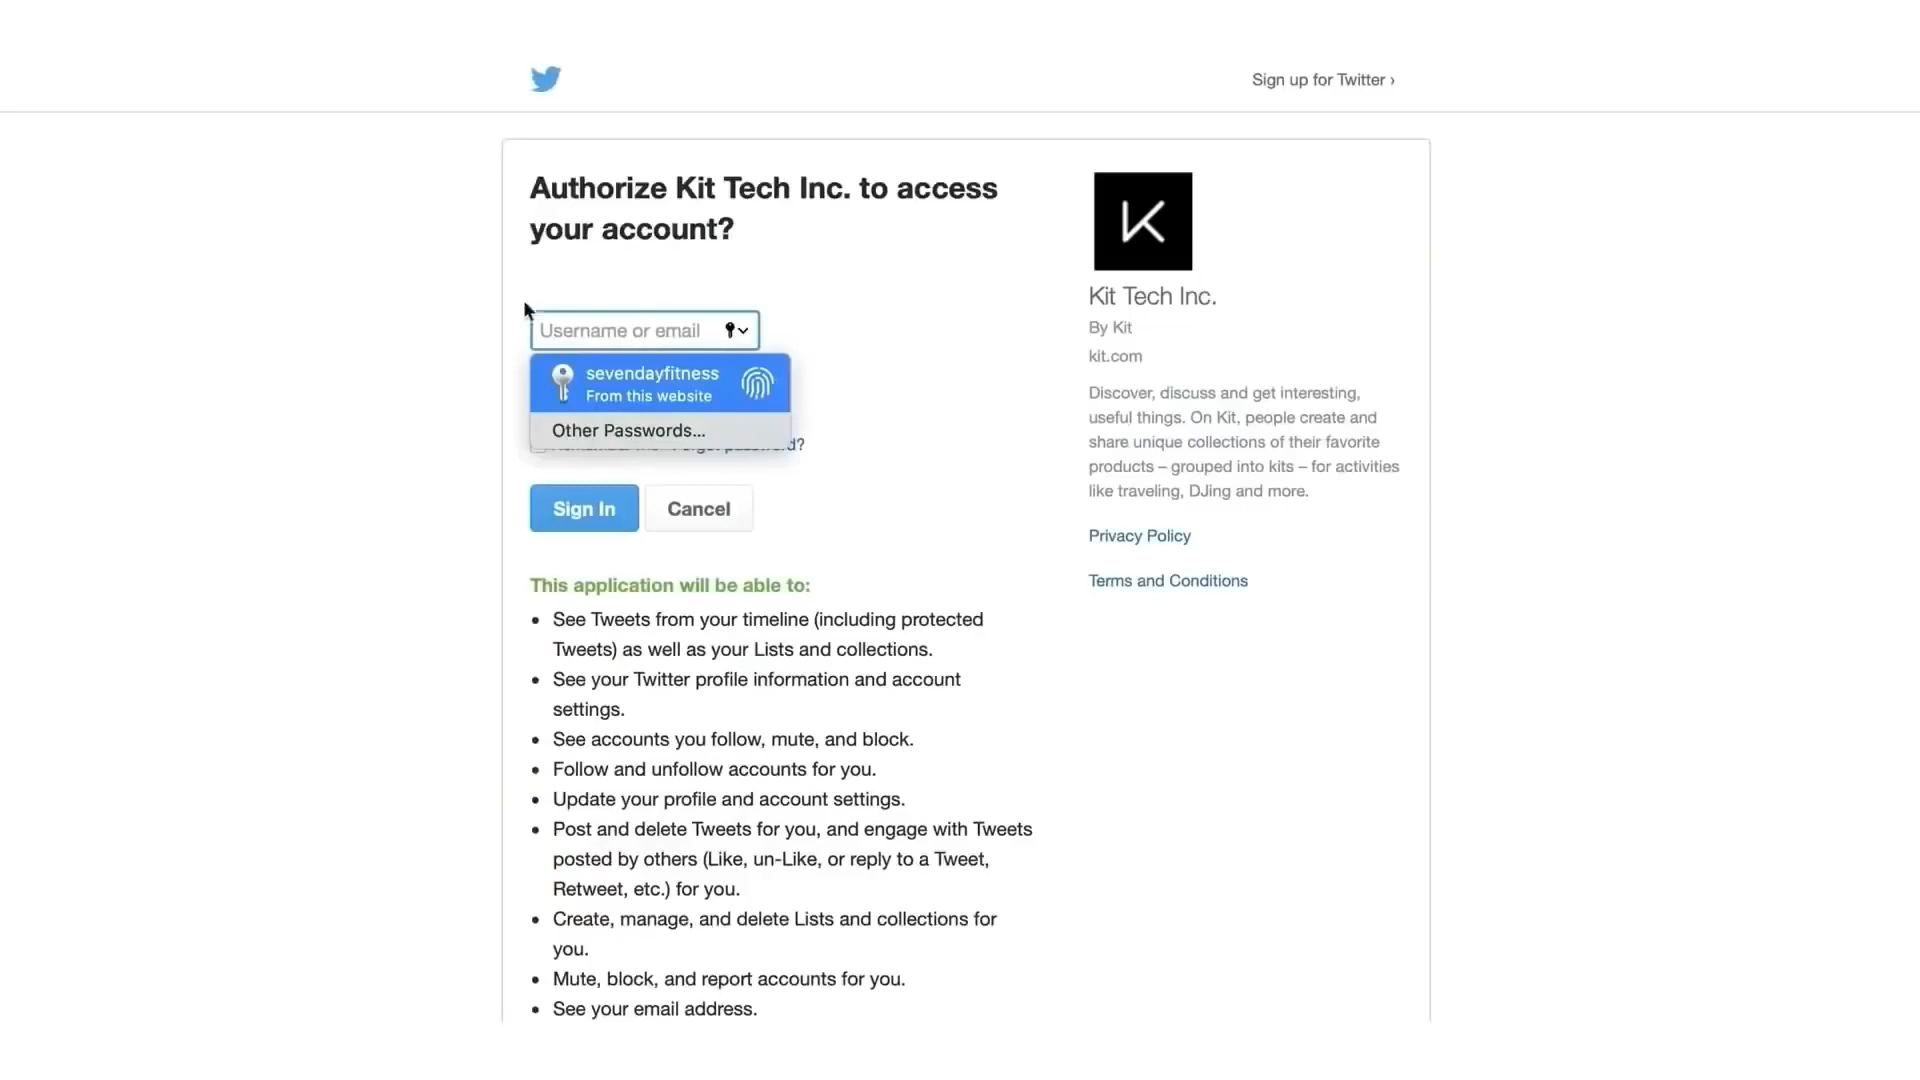 Sign up for Twitter ›
Authorize Kit Tech Inc. to access
your account?
Username or email
sevendayfitness
From this website
Other Passwords...
Sign In
Cancel
This application will be able to:
• See Tweets from your timeline (including protected
Tweets) as well as your Lists and collections.
• See your Twitter profile information and account
settings.
• See accounts you follow, mute, and block.
• Follow and unfollow accounts for you.
• Update your profile and account settings.
• Post and delete Tweets for you, and engage with Tweets
posted by others (Like, un-Like, or reply to a Tweet,
Retweet, etc.) for you.
• Create, manage, and delete Lists and collections for
you.
• Mute, block, and report accounts for you.
• See your email address.
K
Kit Tech Inc.
By Kit
kit.com
Discover, discuss and get interesting,
useful things. On Kit, people create and
share unique collections of their favorite
products – grouped into kits – for activities
like traveling, DJing and more.
Privacy Policy
Terms and Conditions